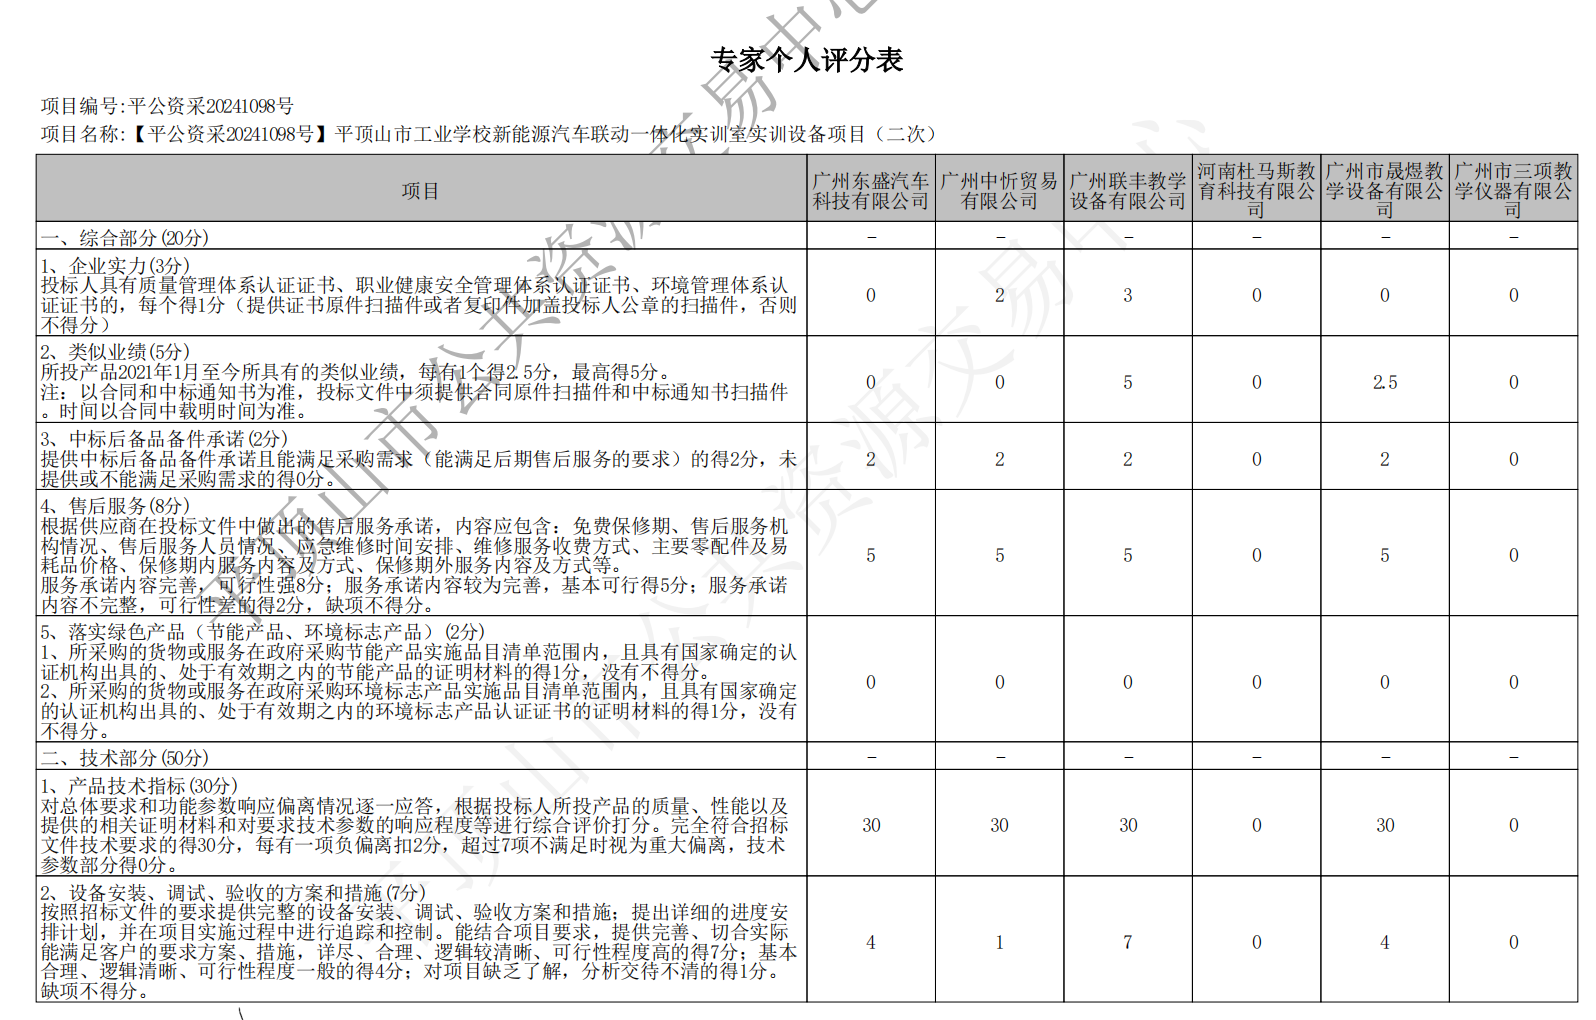 专家个人评分表
项目编号:平公资采20241098号
项目名称:【平公资采20241098号】平顶山市工业学校新能源汽车联动一体化实训室实训设备项目（二次）
项目
广州东盛汽车
科技有限公司
广州中忻贸易
有限公司
广州联丰教学
设备有限公司
河南杜马斯教
育科技有限公
司
广州市晟煜教
学设备有限公
司
广州市三项教
学仪器有限公
司
一、综合部分(20分)
- - - - - -
1、企业实力(3分)
投标人具有质量管理体系认证证书、职业健康安全管理体系认证证书、环境管理体系认
证证书的，每个得1分（提供证书原件扫描件或者复印件加盖投标人公章的扫描件，否则
不得分）
0 2 3 0 0 0
2、类似业绩(5分)
所投产品2021年1月至今所具有的类似业绩，每有1个得2.5分，最高得5分。
注：以合同和中标通知书为准，投标文件中须提供合同原件扫描件和中标通知书扫描件
。时间以合同中载明时间为准。
0 0 5 0 2.5 0
3、中标后备品备件承诺(2分)
提供中标后备品备件承诺且能满足采购需求（能满足后期售后服务的要求）的得2分，未
提供或不能满足采购需求的得0分。
2 2 2 0 2 0
4、售后服务(8分)
根据供应商在投标文件中做出的售后服务承诺，内容应包含：免费保修期、售后服务机
构情况、售后服务人员情况、应急维修时间安排、维修服务收费方式、主要零配件及易
耗品价格、保修期内服务内容及方式、保修期外服务内容及方式等。
服务承诺内容完善，可行性强8分；服务承诺内容较为完善，基本可行得5分；服务承诺
内容不完整，可行性差的得2分，缺项不得分。
5 5 5 0 5 0
5、落实绿色产品（节能产品、环境标志产品）(2分)
1、所采购的货物或服务在政府采购节能产品实施品目清单范围内，且具有国家确定的认
证机构出具的、处于有效期之内的节能产品的证明材料的得1分，没有不得分。
2、所采购的货物或服务在政府采购环境标志产品实施品目清单范围内，且具有国家确定
的认证机构出具的、处于有效期之内的环境标志产品认证证书的证明材料的得1分，没有
不得分。
0 0 0 0 0 0
二、技术部分(50分)
- - - - - -
1、产品技术指标(30分)
对总体要求和功能参数响应偏离情况逐一应答，根据投标人所投产品的质量、性能以及
提供的相关证明材料和对要求技术参数的响应程度等进行综合评价打分。完全符合招标
文件技术要求的得30分，每有一项负偏离扣2分，超过7项不满足时视为重大偏离，技术
参数部分得0分。
30 30 30 0 30 0
2、设备安装、调试、验收的方案和措施(7分)
按照招标文件的要求提供完整的设备安装、调试、验收方案和措施；提出详细的进度安
排计划，并在项目实施过程中进行追踪和控制。能结合项目要求，提供完善、切合实际
能满足客户的要求方案、措施，详尽、合理、逻辑较清晰、可行性程度高的得7分；基本
合理、逻辑清晰、可行性程度一般的得4分；对项目缺乏了解，分析交待不清的得1分。
缺项不得分。
4 1 7 0 4 0
平顶山市公共资源交易中心
平顶山市公共资源交易中心